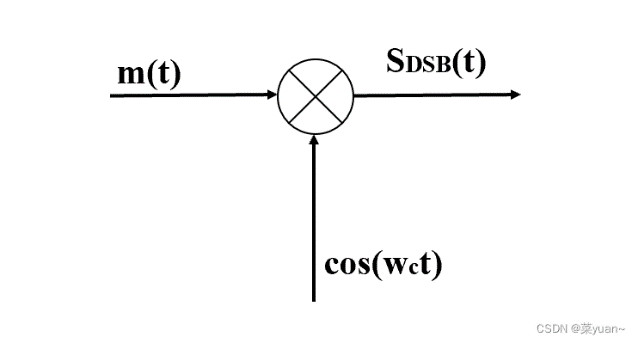 m(t)
SDSB(t)
cos(wct)
CSDN @菜yuan~